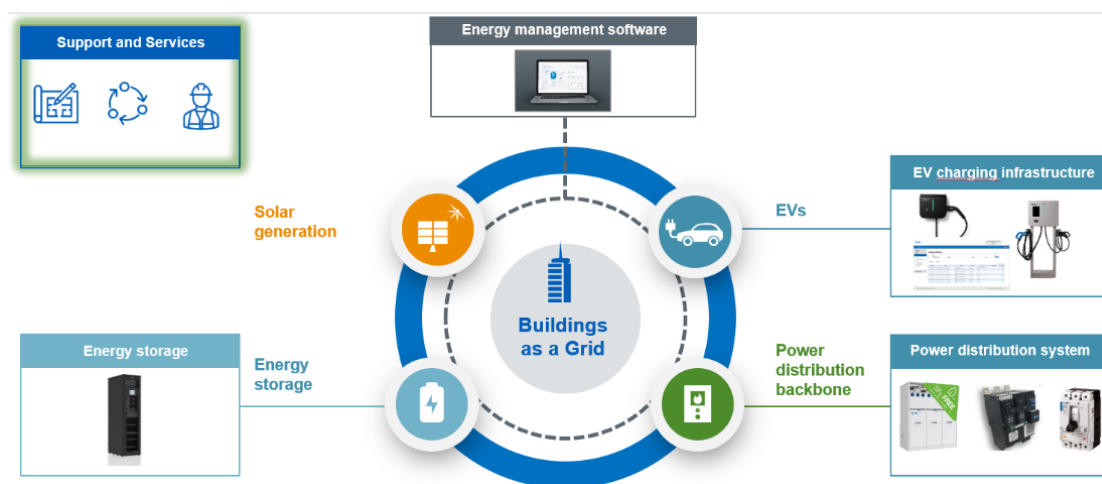 Support and Services
Energy management software
EV charging infrastructure
Solar
generation
EVs
Buildings
as a Grid
Energy storage
Energy
storage
Power
distribution
backbone
Power distribution system
FREE